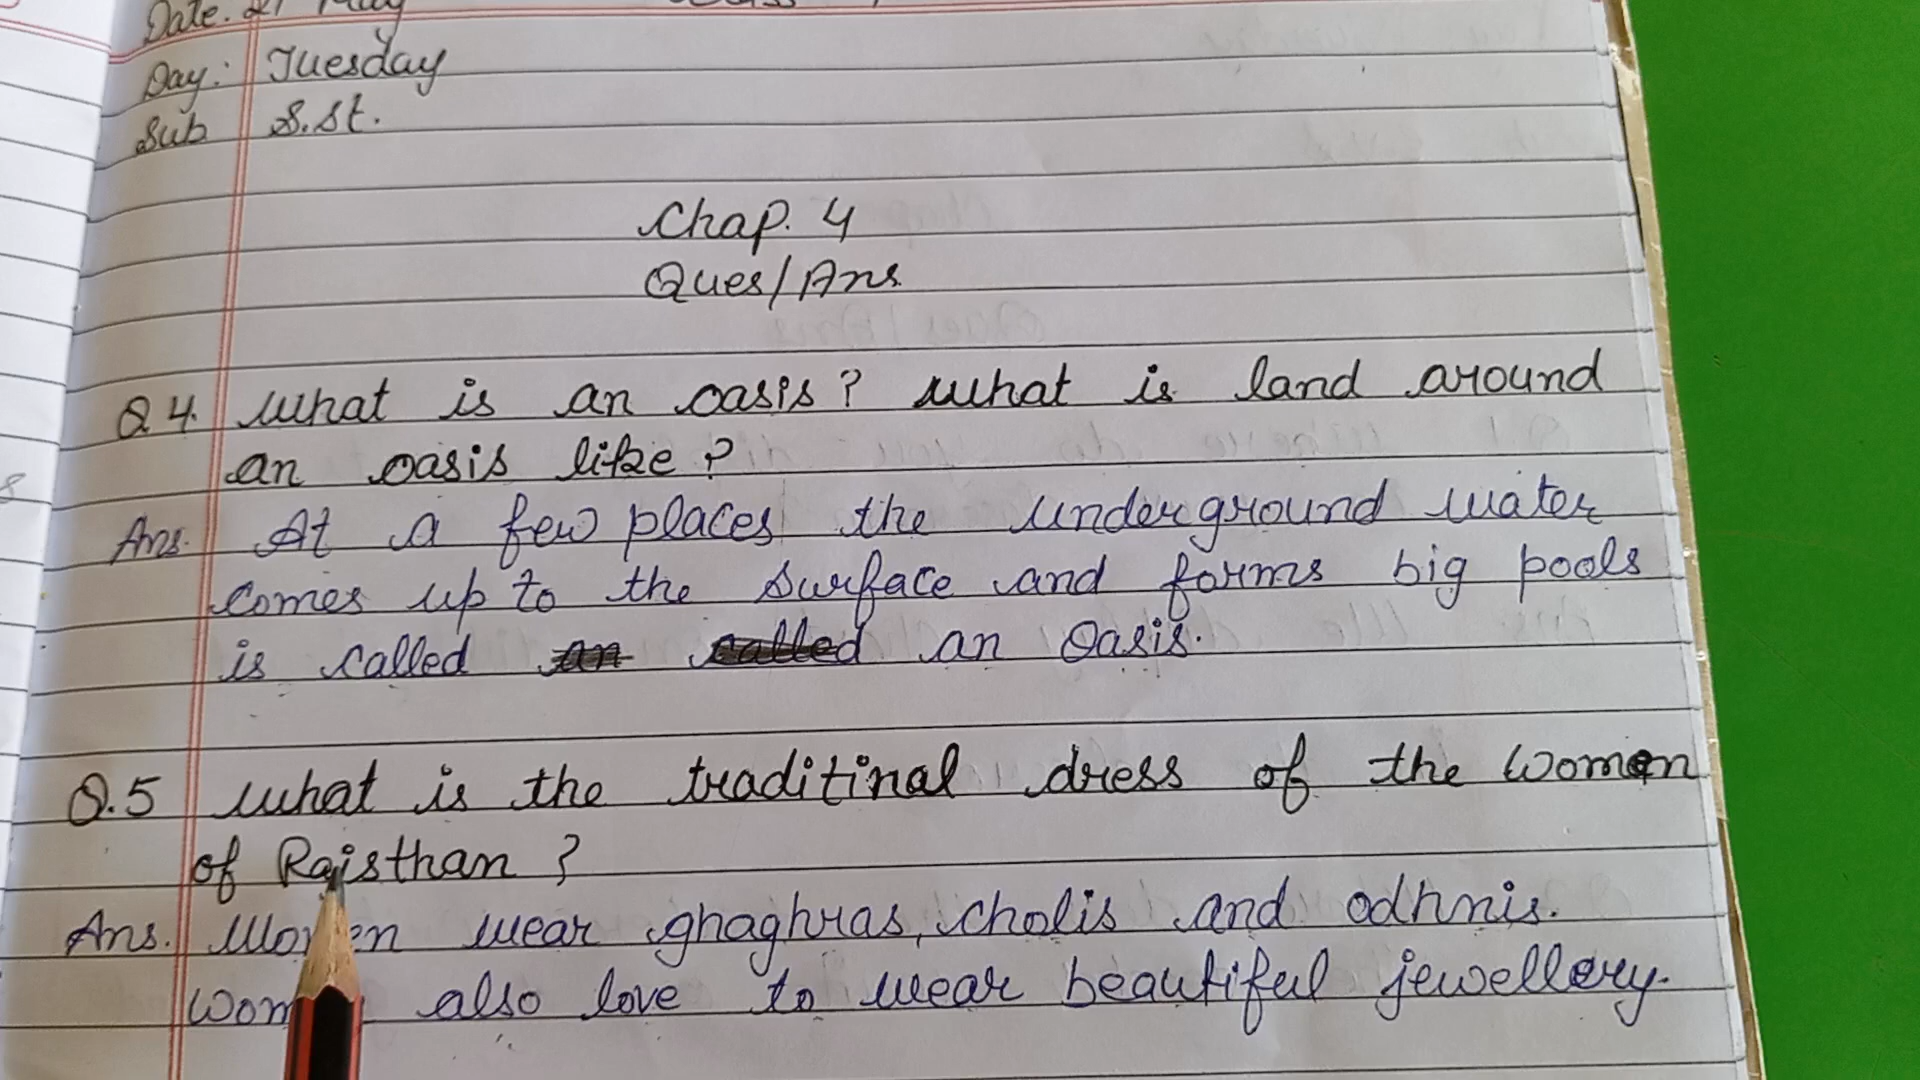 Date. 21 May
Day: Tuesday
Sub S.St.
Chap. 4
Ques/Ans.
Q 4. What is an oasis? What is land around
an oasis like?
Ans. At a few places the underground water
comes up to the surface and forms big pools
is called an called an Oasis.
Q.5 What is the traditinal dress of the women
of Rajsthan?
Ans. Women wear ghaghras, cholis and odhnis.
also love to wear beautiful jewellery.